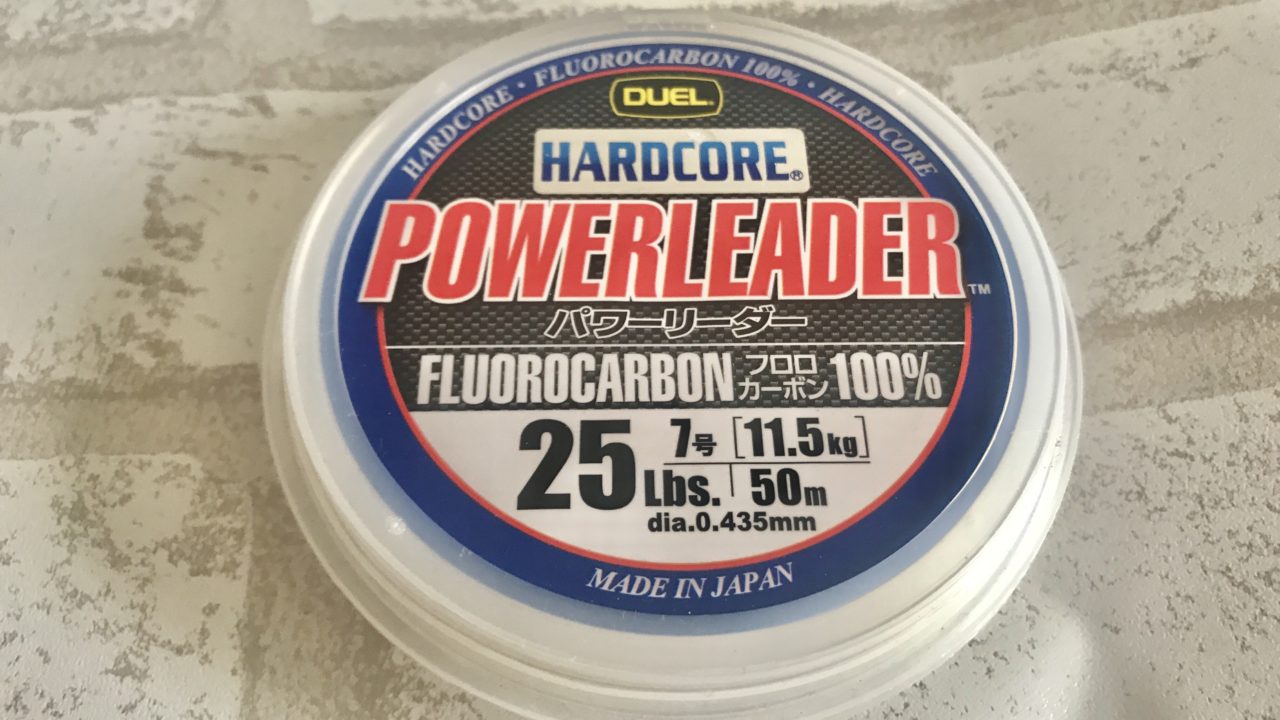 HARDCORE・FLUOROCARBON 100%・HARDCORE
DUEL®
HARDCORE®
POWERLEADER™
パワーリーダー
FLUOROCARBON フロロカーボン 100%
25 Lbs.
7号 [11.5kg]
50m
dia.0.435mm
MADE IN JAPAN